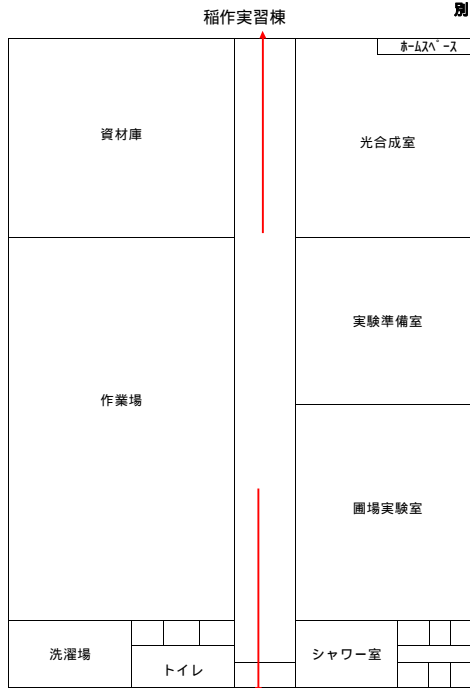 稲作実習棟
別
ホームスペース
資材庫
光合成室
実験準備室
作業場
圃場実験室
洗濯場
トイレ
シャワー室